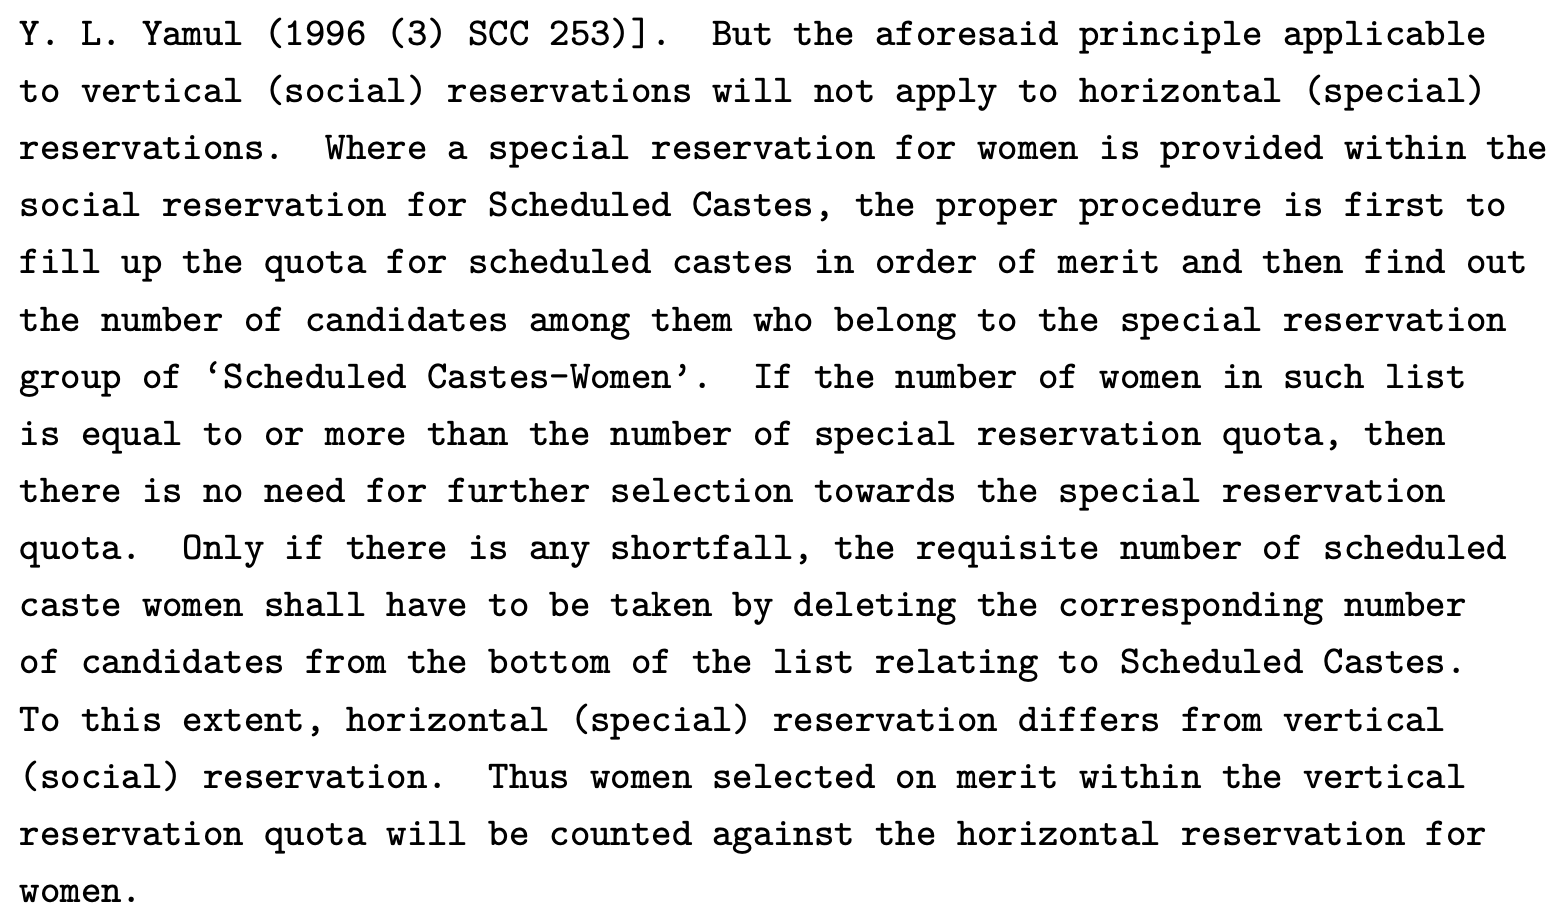 Y. L. Yamul (1996 (3) SCC 253)].  But the aforesaid principle applicable
to vertical (social) reservations will not apply to horizontal (special)
reservations.  Where a special reservation for women is provided within the
social reservation for Scheduled Castes, the proper procedure is first to
fill up the quota for scheduled castes in order of merit and then find out
the number of candidates among them who belong to the special reservation
group of ‘Scheduled Castes-Women’.  If the number of women in such list
is equal to or more than the number of special reservation quota, then
there is no need for further selection towards the special reservation
quota.  Only if there is any shortfall, the requisite number of scheduled
caste women shall have to be taken by deleting the corresponding number
of candidates from the bottom of the list relating to Scheduled Castes.
To this extent, horizontal (special) reservation differs from vertical
(social) reservation.  Thus women selected on merit within the vertical
reservation quota will be counted against the horizontal reservation for
women.